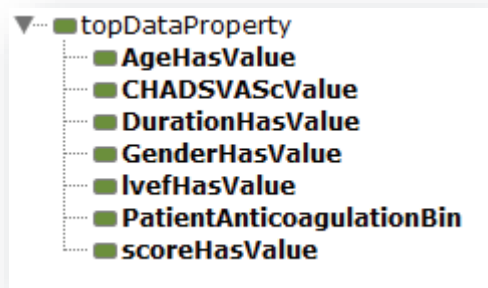 topDataProperty
AgeHasValue
CHADSVAScValue
DurationHasValue
GenderHasValue
lvefHasValue
PatientAnticoagulationBin
scoreHasValue